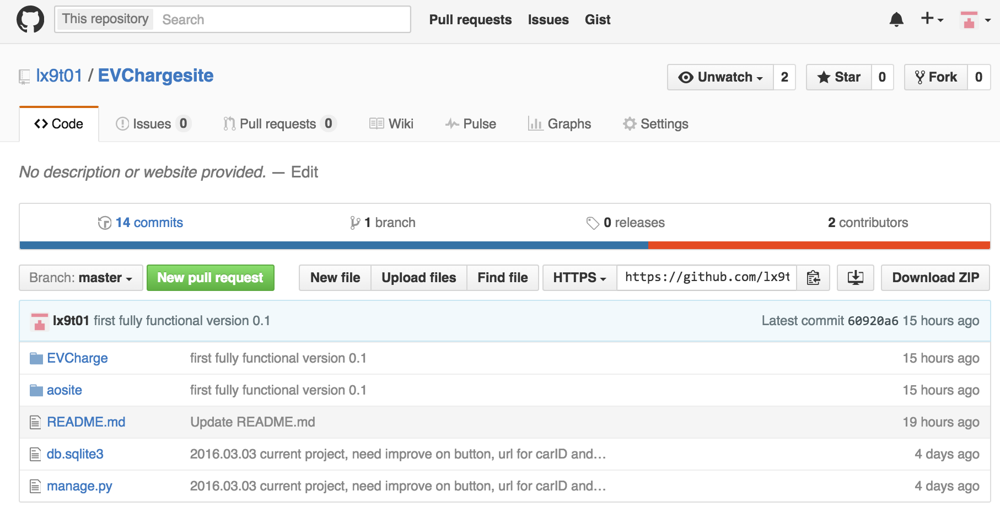 This repository Search Pull requests Issues Gist
lx9t01 / EVChargesite Unwatch 2 Star 0 Fork 0
Code Issues 0 Pull requests 0 Wiki Pulse Graphs Settings
No description or website provided. — Edit
14 commits 1 branch 0 releases 2 contributors
Branch: master New pull request New file Upload files Find file HTTPS https://github.com/lx9t Download ZIP
lx9t01 first fully functional version 0.1 Latest commit 60920a6 15 hours ago
EVCharge first fully functional version 0.1 15 hours ago
aosite first fully functional version 0.1 15 hours ago
README.md Update README.md 19 hours ago
db.sqlite3 2016.03.03 current project, need improve on button, url for carID and… 4 days ago
manage.py 2016.03.03 current project, need improve on button, url for carID and… 4 days ago